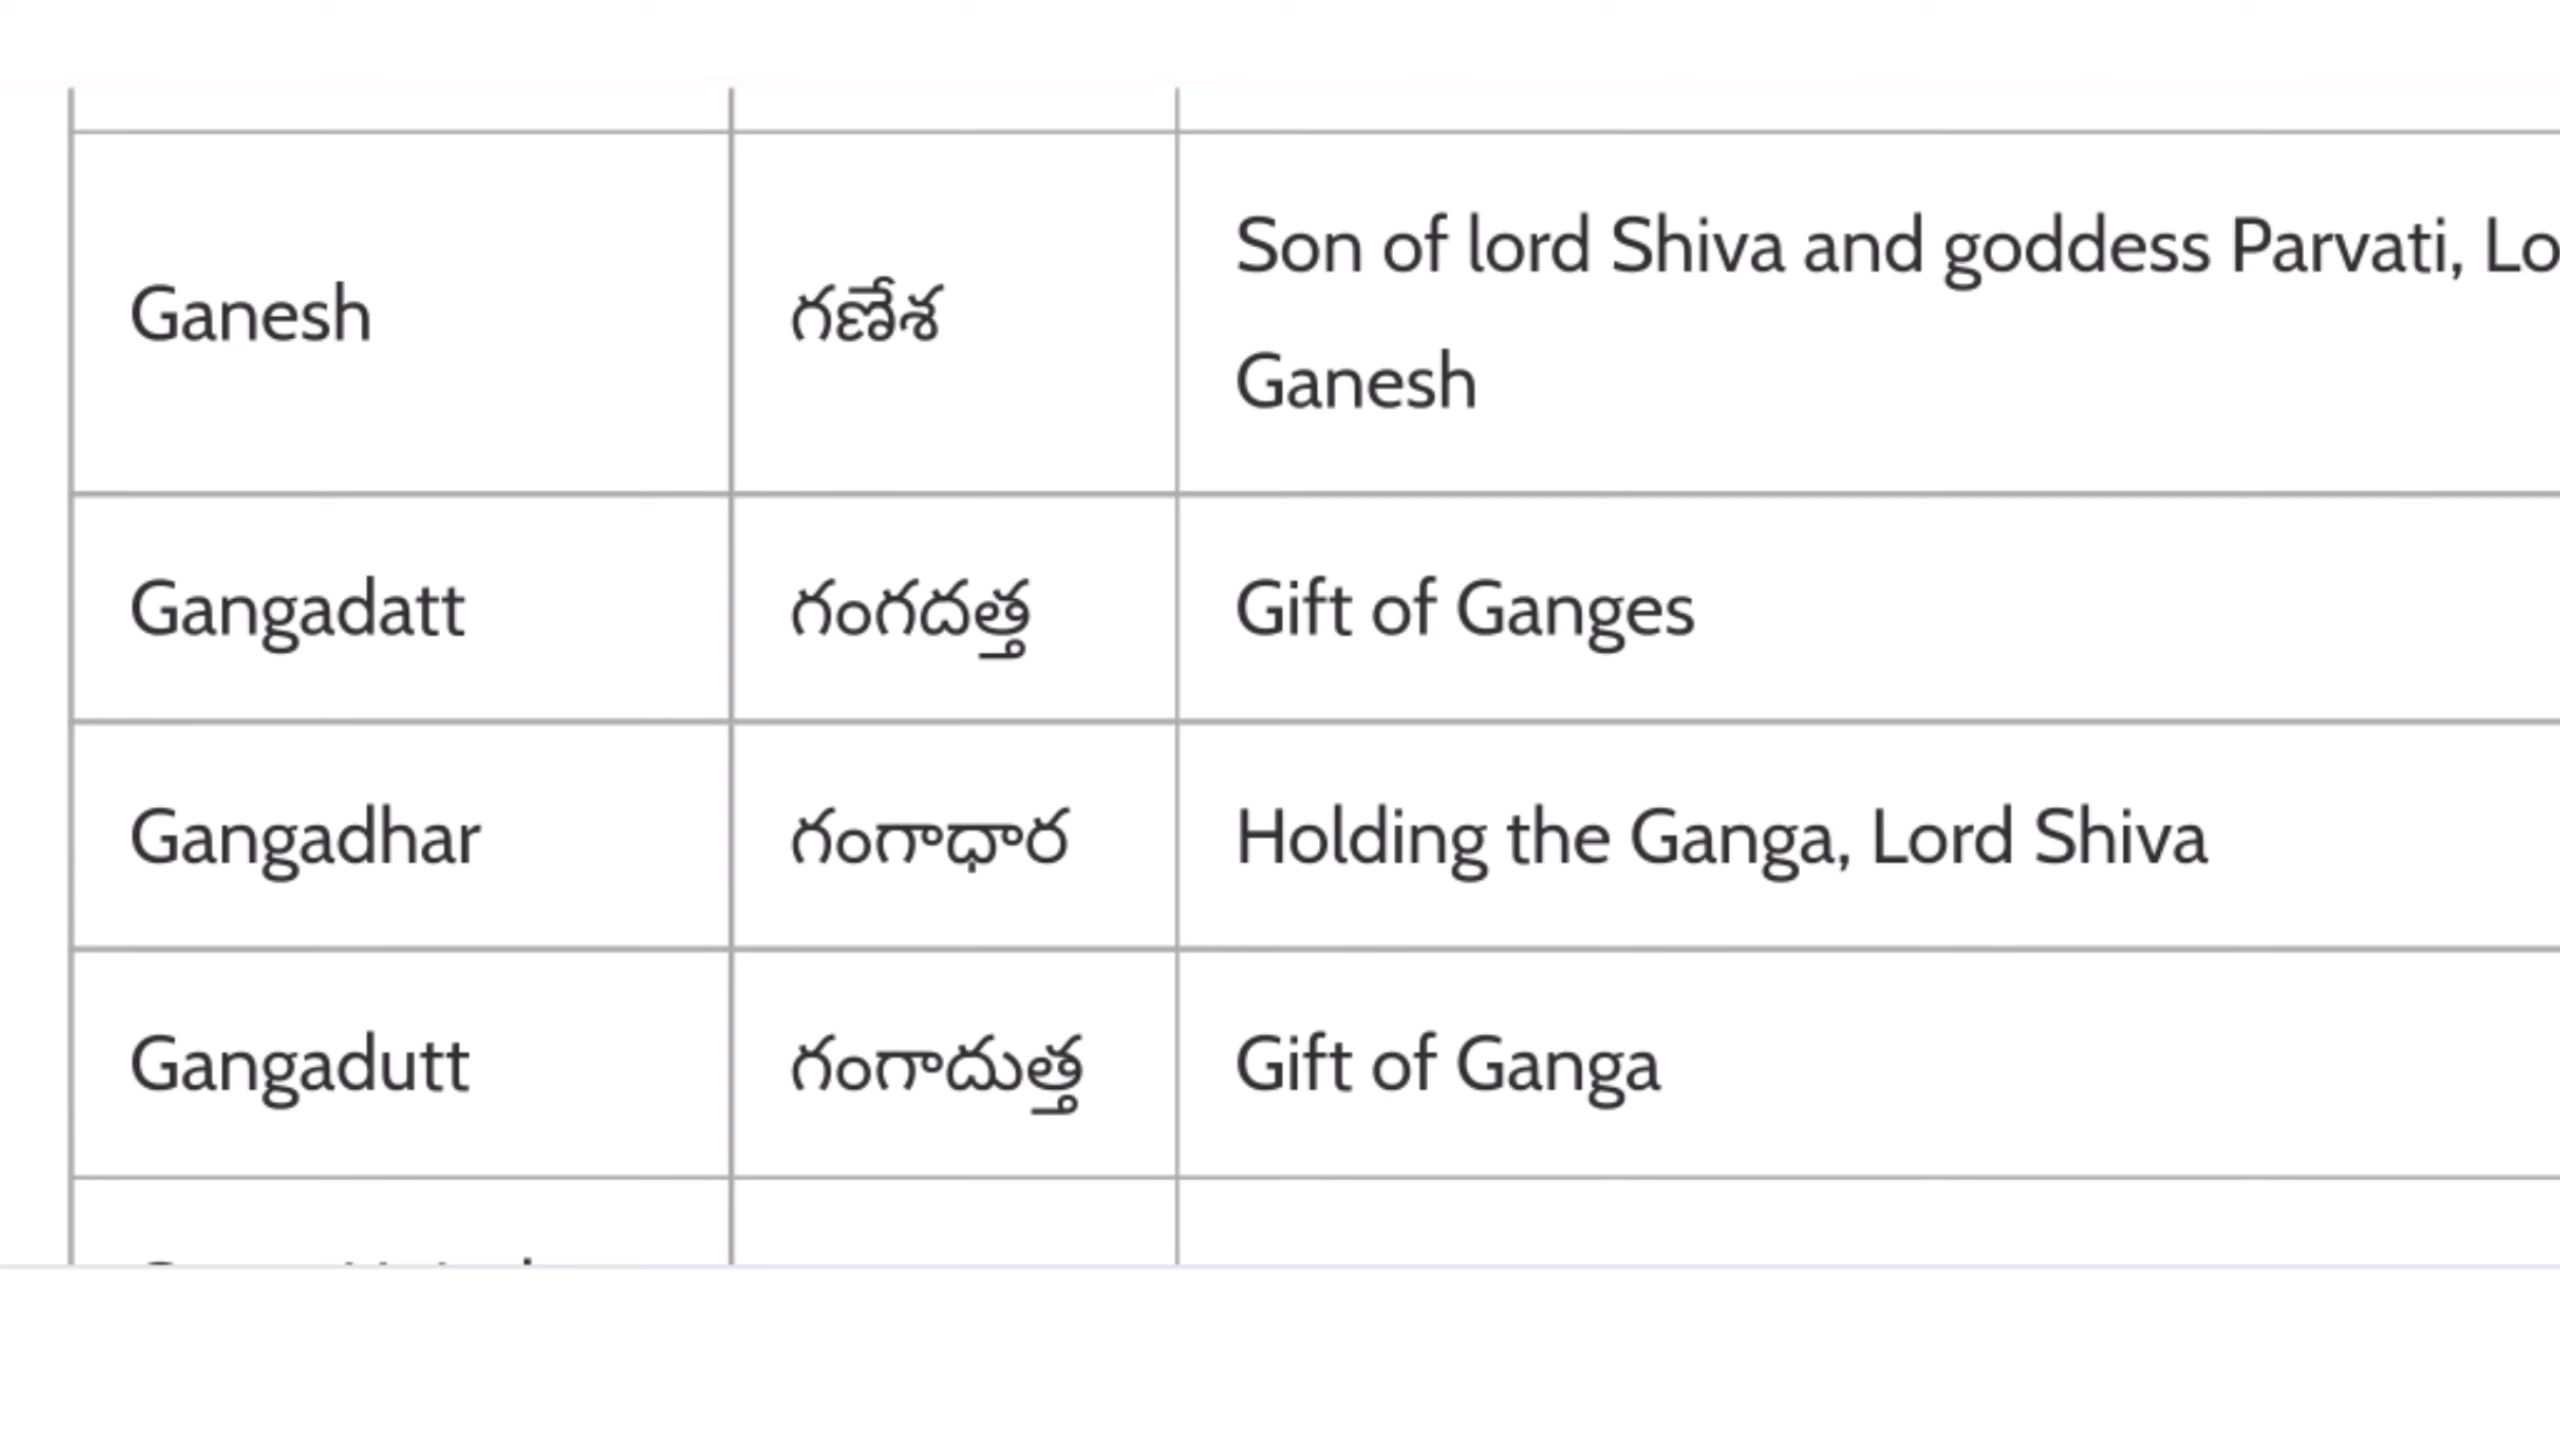 Ganesh గణేశ Son of lord Shiva and goddess Parvati, Lo
Ganesh
Gangadatt గంగదత్త Gift of Ganges
Gangadhar గంగాధార Holding the Ganga, Lord Shiva
Gangadutt గంగాదుత్త Gift of Ganga